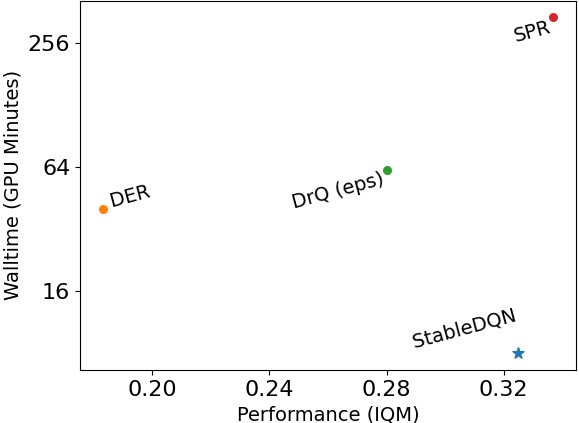 256
SPR
64
DER
DrQ (eps)
16
StableDQN
0.20
0.24
0.28
0.32
Performance (IQM)
Walltime (GPU Minutes)